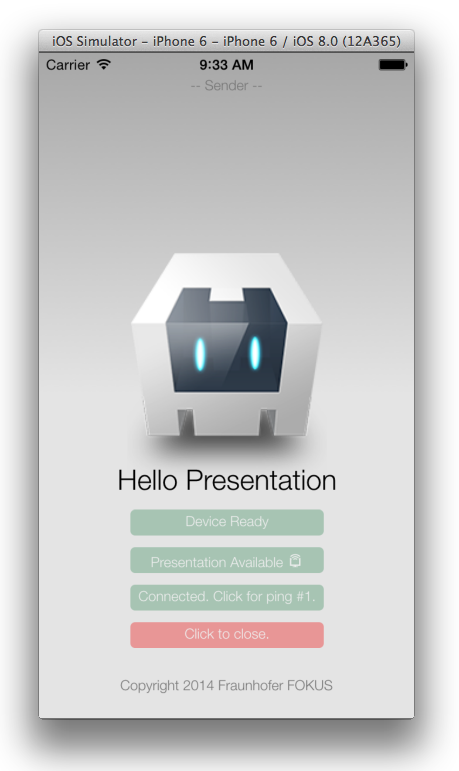 iOS Simulator – iPhone 6 – iPhone 6 / iOS 8.0 (12A365)
Carrier 9:33 AM
-- Sender --
Hello Presentation
Device Ready
Presentation Available
Connected. Click for ping #1.
Click to close.
Copyright 2014 Fraunhofer FOKUS